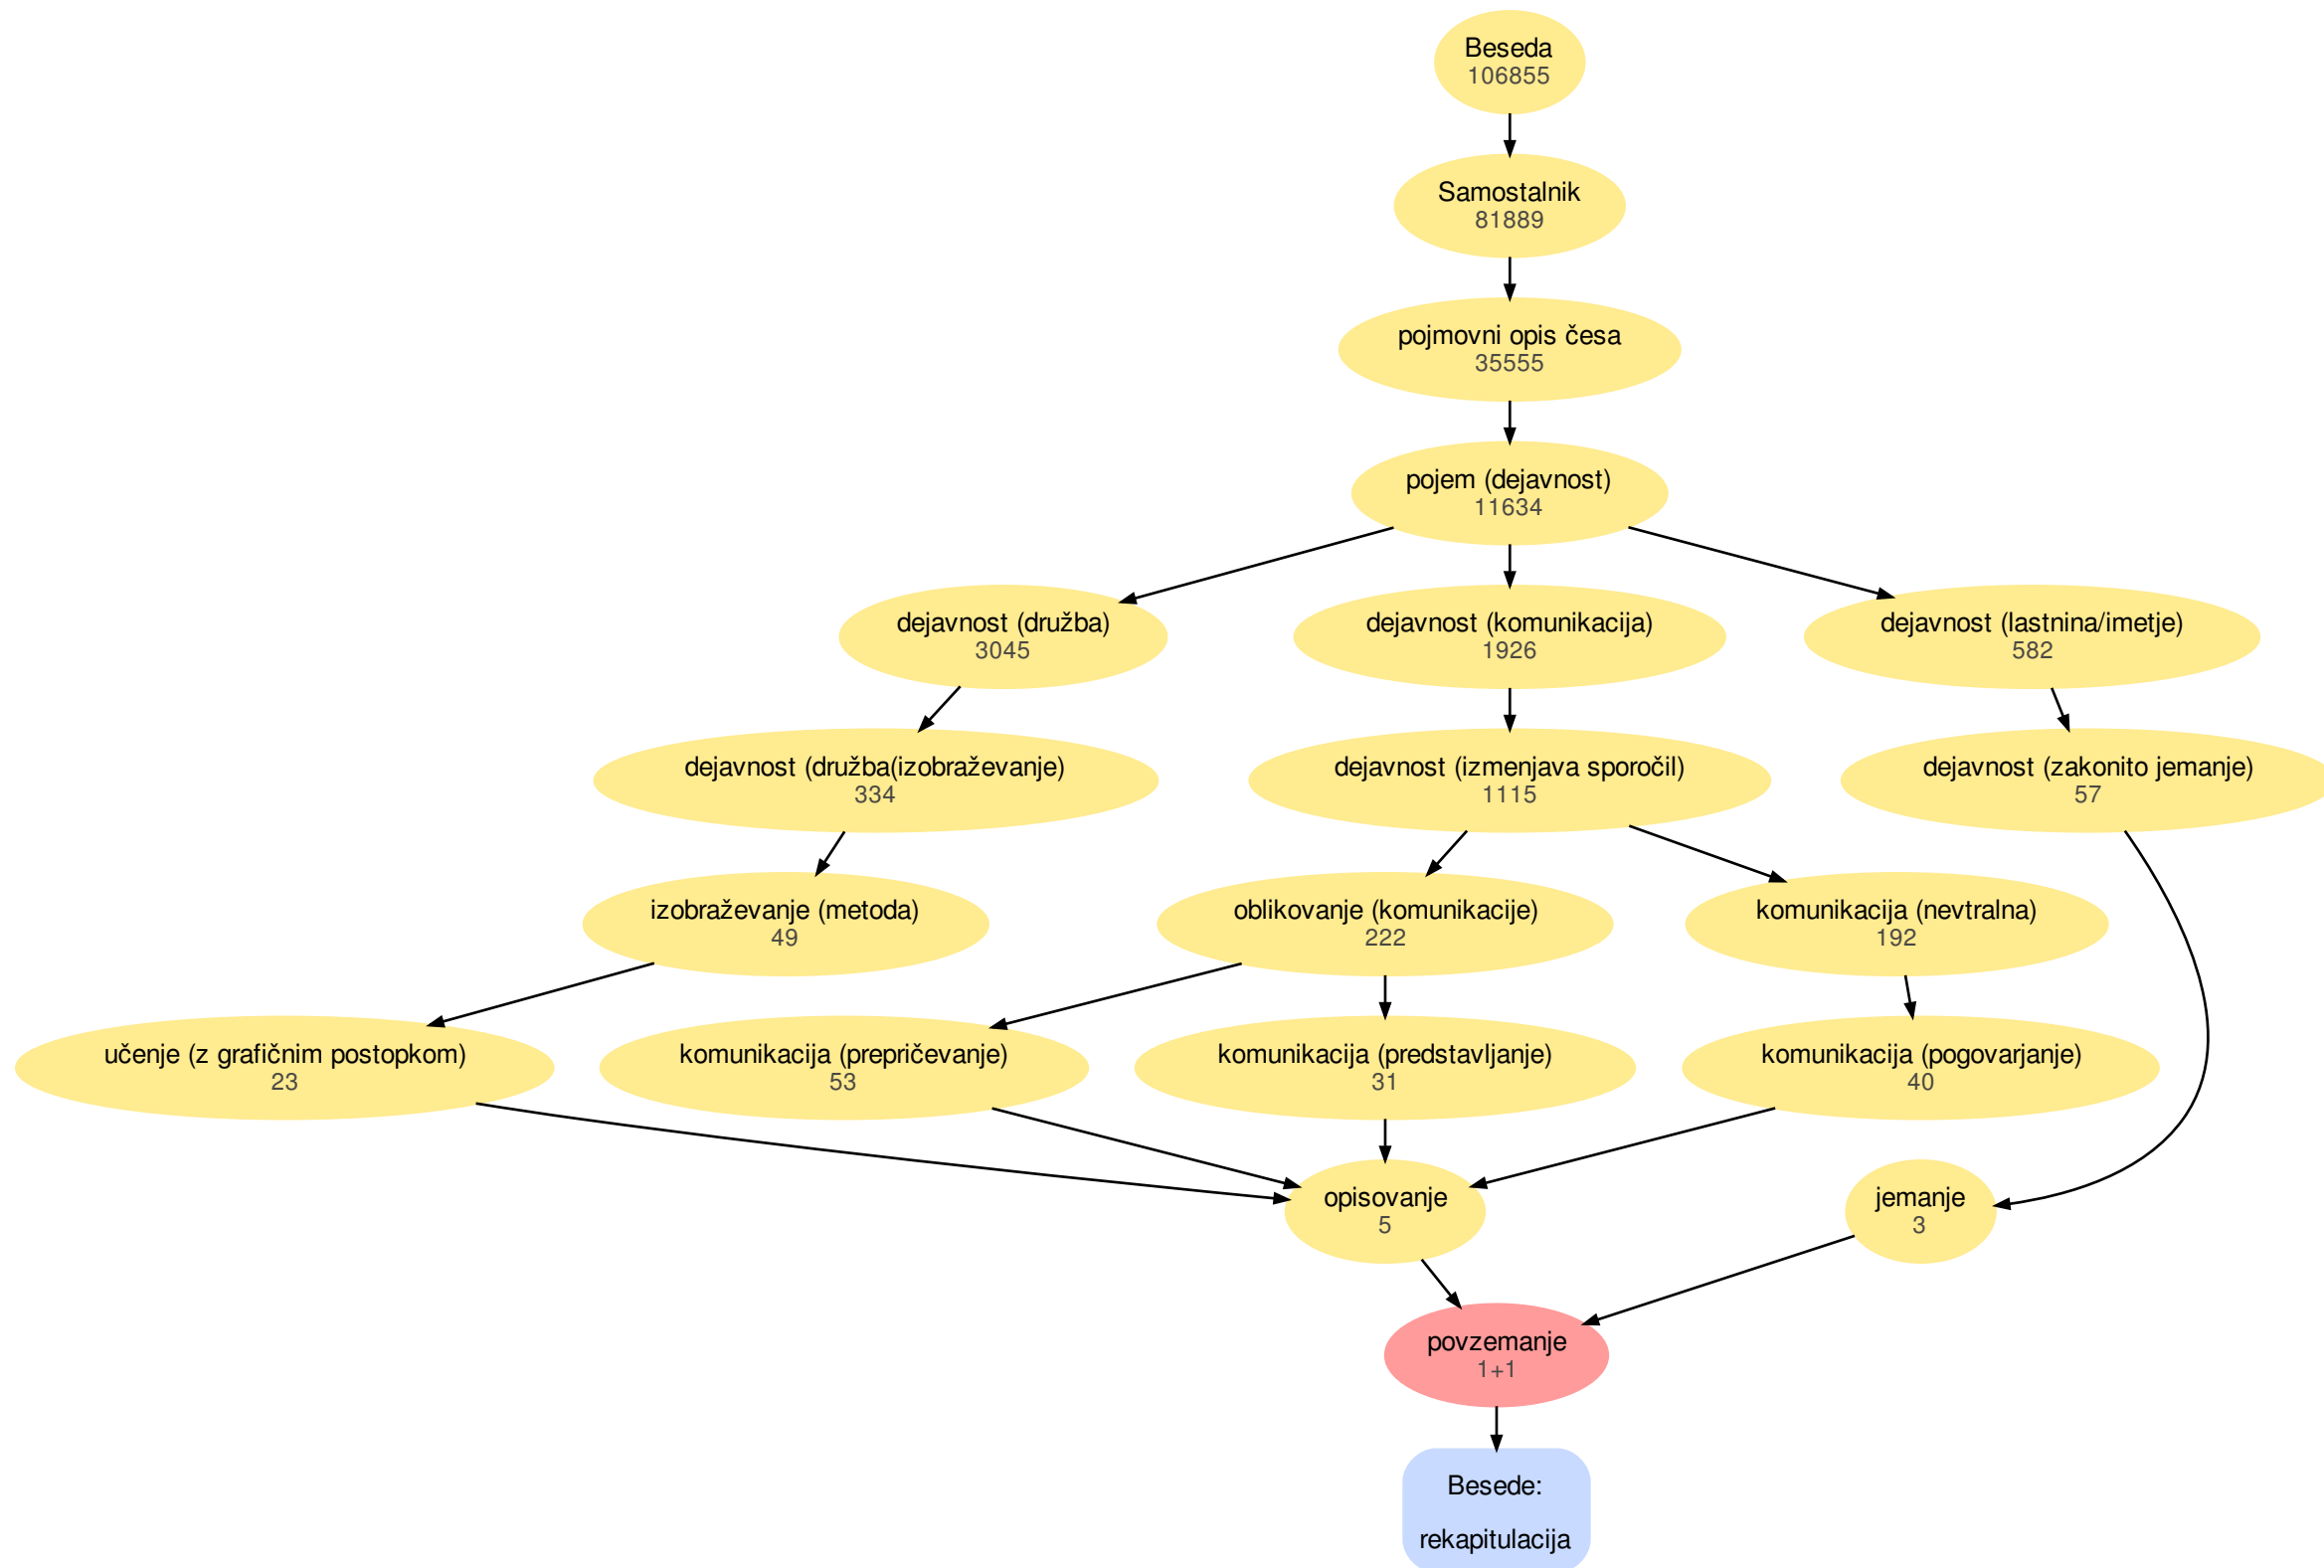 Beseda
106855
Samostalnik
81889
pojmovni opis česa
35555
pojem (dejavnost)
11634
dejavnost (družba)
3045
dejavnost (komunikacija)
1926
dejavnost (lastnina/imetje)
582
dejavnost (družba(izobraževanje)
334
dejavnost (izmenjava sporočil)
1115
dejavnost (zakonito jemanje)
57
izobraževanje (metoda)
49
oblikovanje (komunikacije)
222
komunikacija (nevtralna)
192
učenje (z grafičnim postopkom)
23
komunikacija (prepričevanje)
53
komunikacija (predstavljanje)
31
komunikacija (pogovarjanje)
40
opisovanje
5
jemanje
3
povzemanje
1+1
Besede:
rekapitulacija